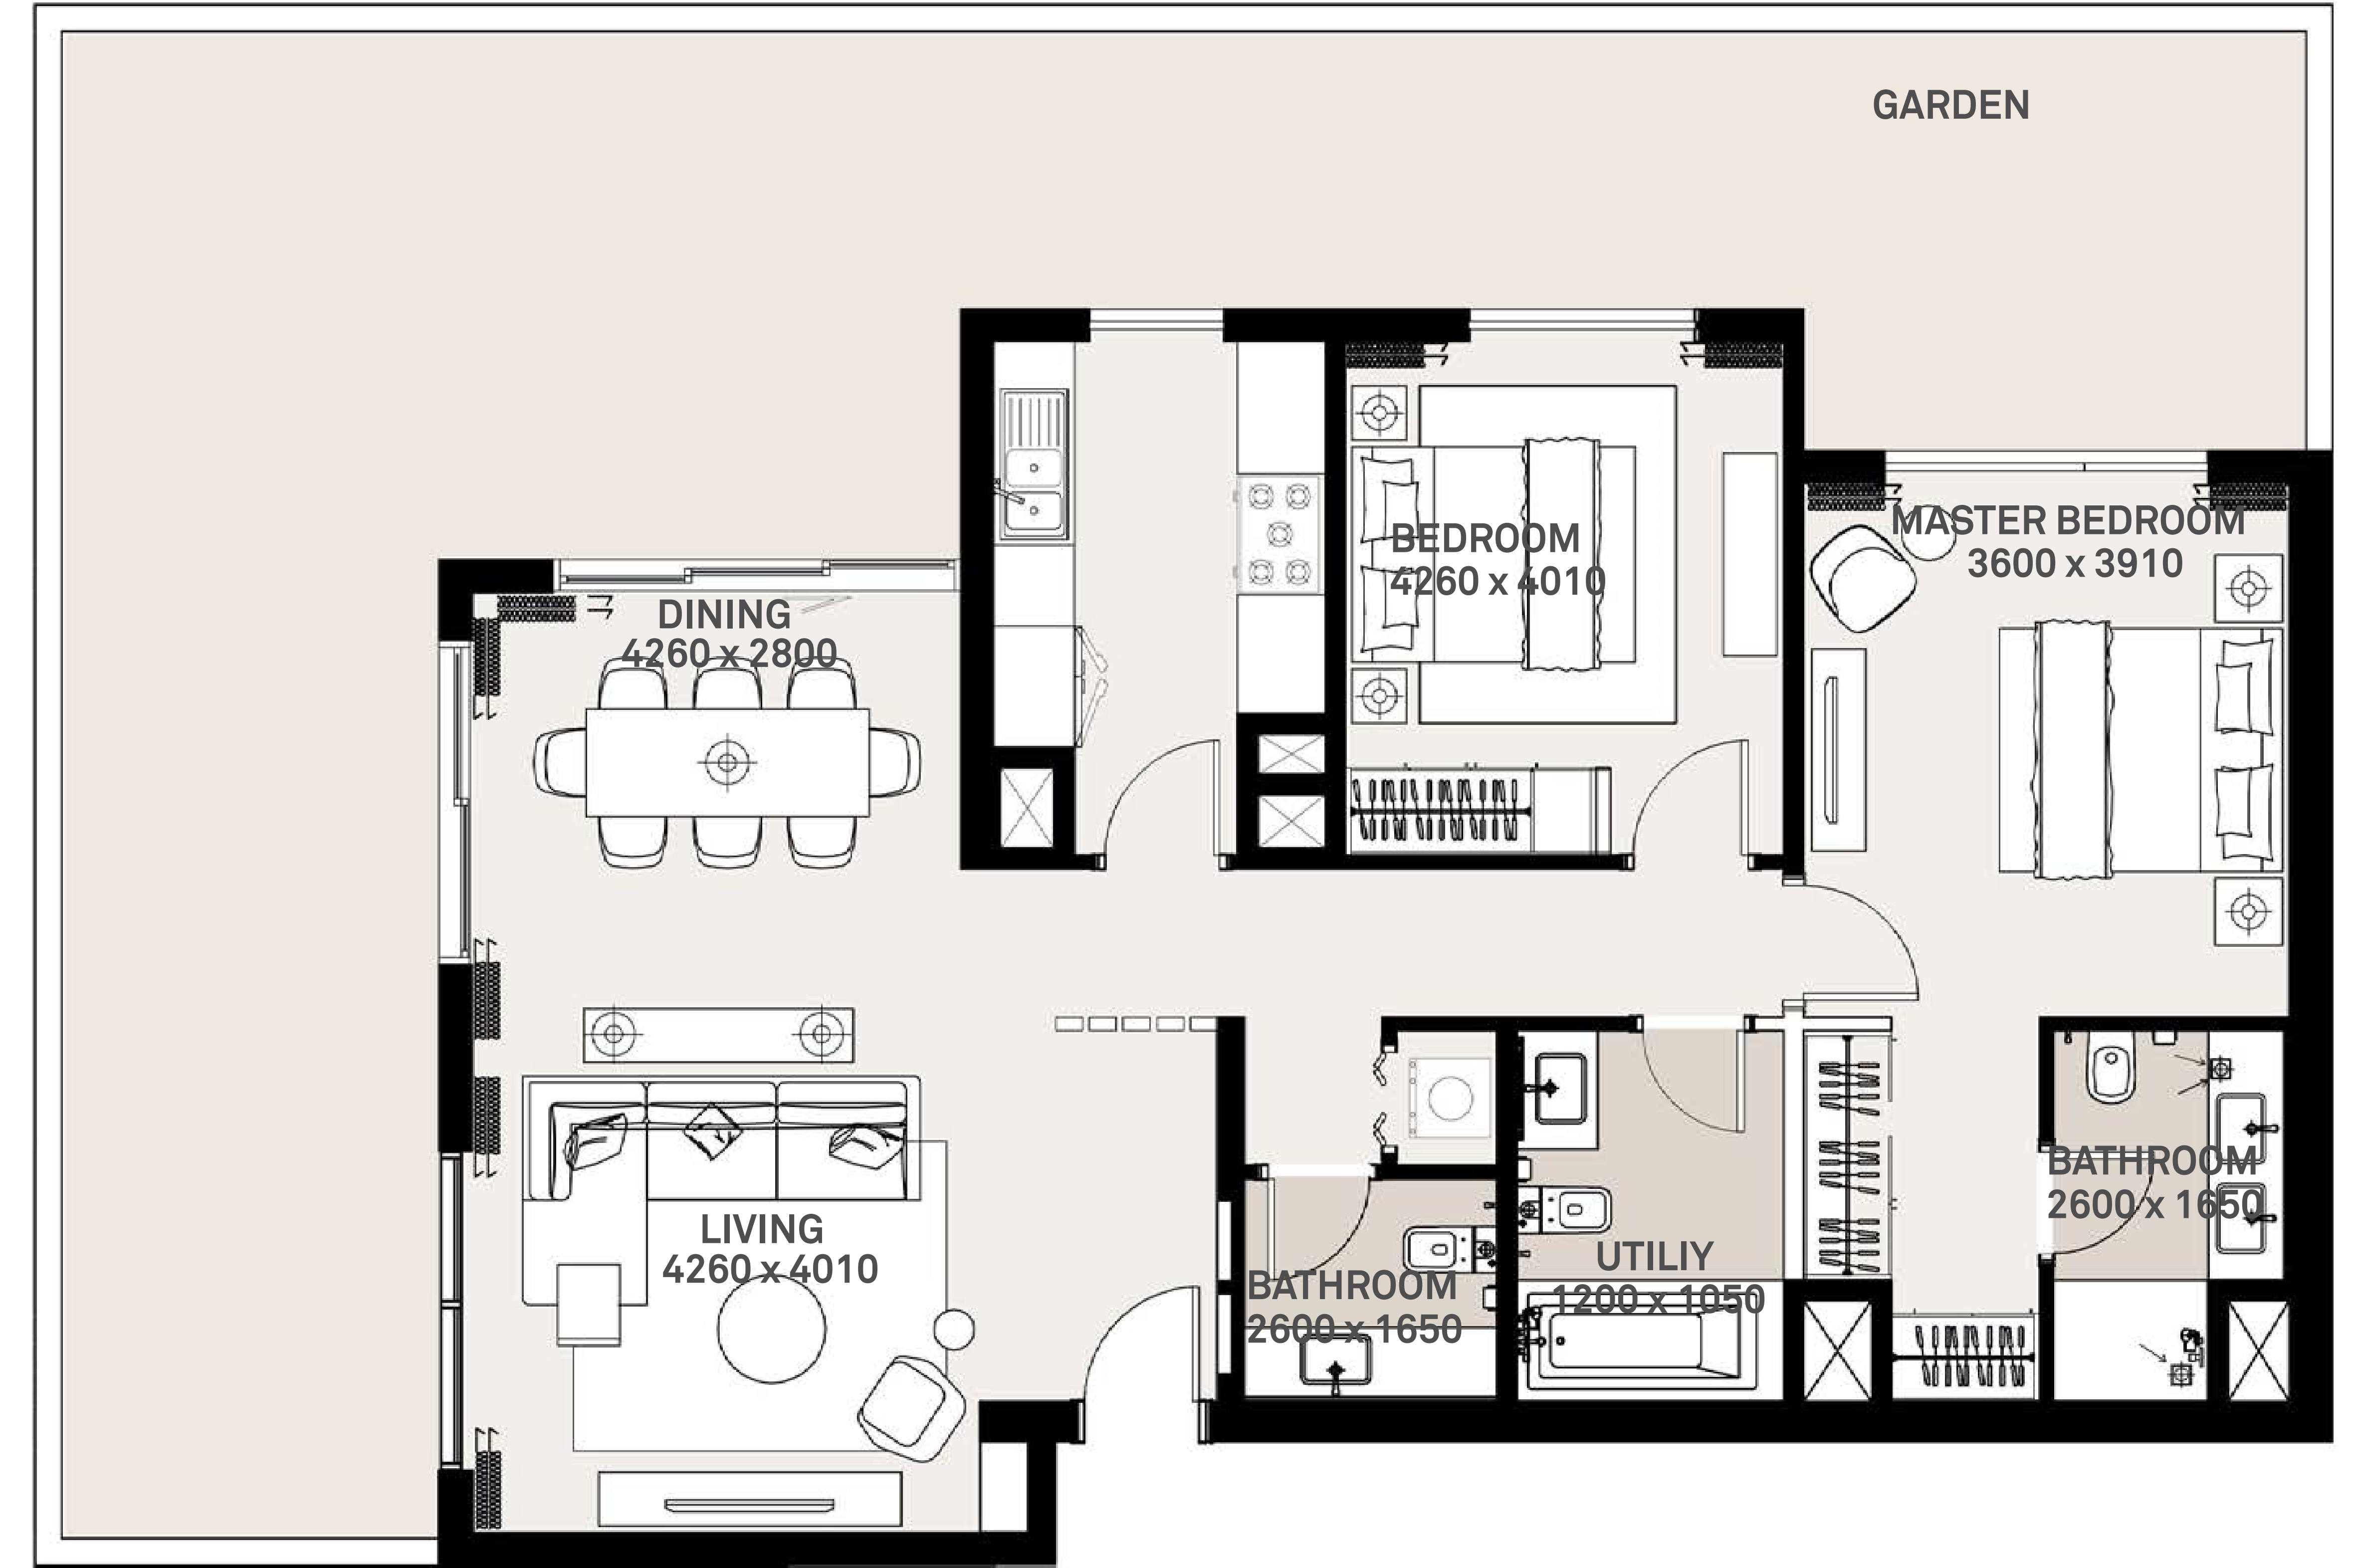 GARDEN
MASTER BEDROOM
3600 x 3910
BEDROOM
4260 x 4010
DINING
4260 x 2800
BATHROOM
2600 x 1650
LIVING
4260 x 4010
UTILIY
1200 x 1050
BATHROOM
2600 x 1650